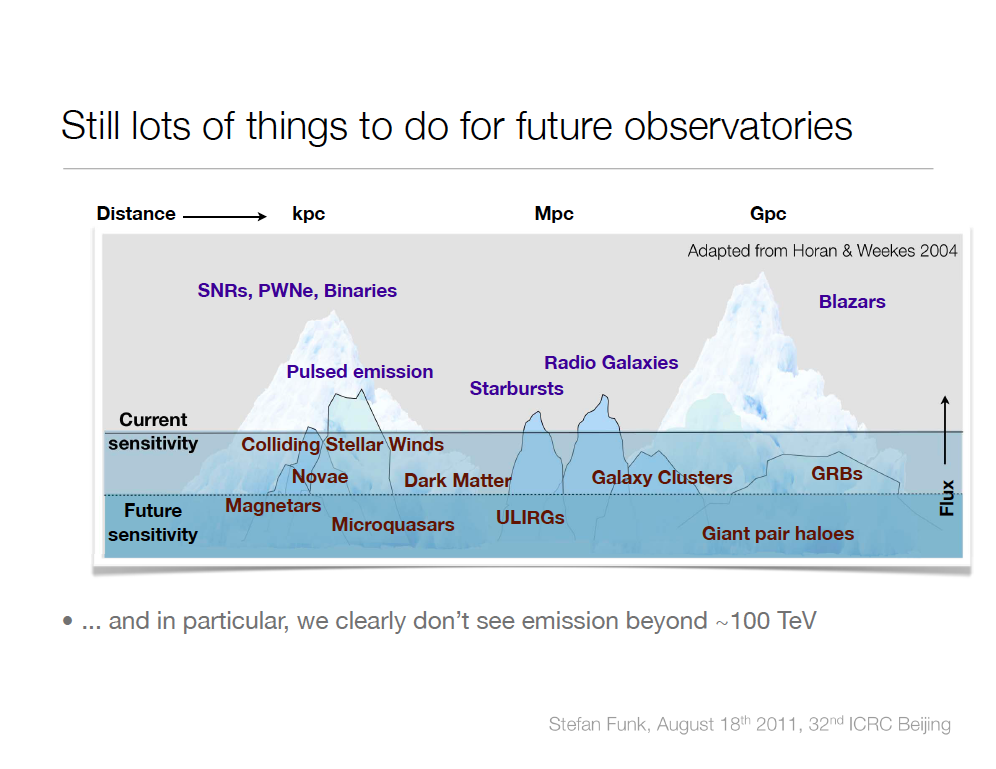 Still lots of things to do for future observatories
Distance kpc Mpc Gpc
Adapted from Horan & Weekes 2004
SNRs, PWNe, Binaries
Blazars
Radio Galaxies
Pulsed emission
Starbursts
Current
sensitivity
Colliding Stellar Winds
Novae
Dark Matter
Galaxy Clusters
GRBs
Flux
Magnetars
Future
sensitivity
Microquasars
ULIRGs
Giant pair haloes
• ... and in particular, we clearly don’t see emission beyond ~100 TeV
Stefan Funk, August 18th 2011, 32nd ICRC Beijing